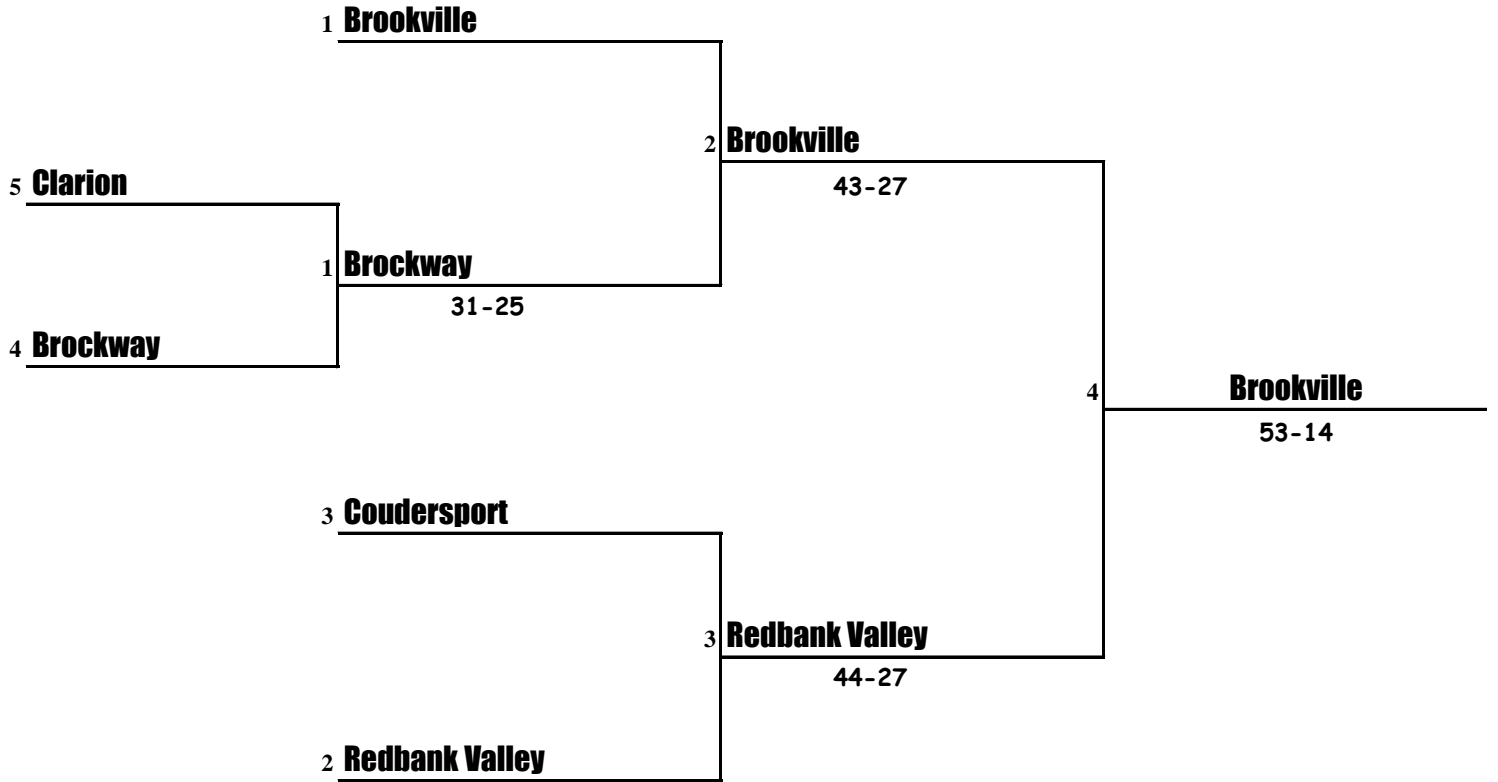 1 Brookville
2 Brookville
5 Clarion
43-27
1 Brockway
31-25
4 Brockway
4 Brookville
53-14
3 Coudersport
3 Redbank Valley
44-27
2 Redbank Valley